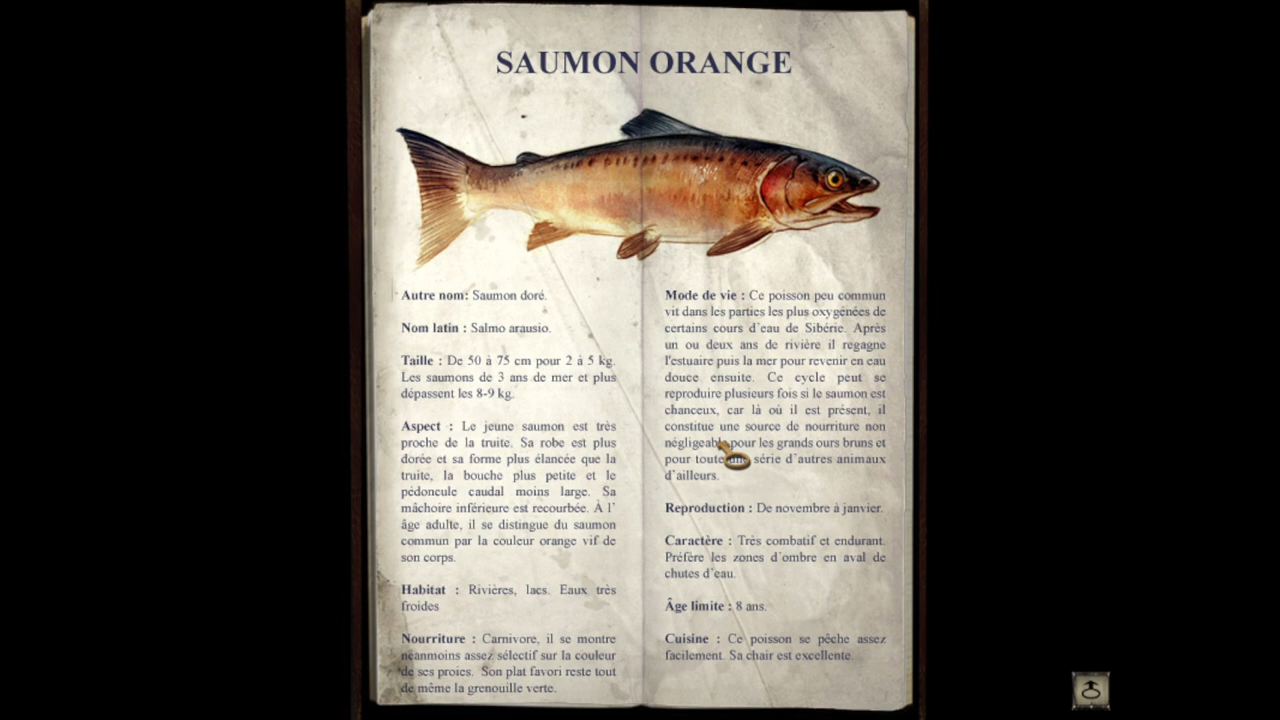 SAUMON ORANGE
Autre nom: Saumon doré.
Nom latin : Salmo arausio.
Taille : De 50 à 75 cm pour 2 à 5 kg.
Les saumons de 3 ans de mer et plus
dépassent les 8-9 kg.
Aspect : Le jeune saumon est très
proche de la truite. Sa robe est plus
dorée et sa forme plus élancée que la
truite, la bouche plus petite et le
pédoncule caudal moins large. Sa
mâchoire inférieure est recourbée. À l'
âge adulte, il se distingue du saumon
commun par la couleur orange vif de
son corps.
Habitat : Rivières, lacs. Eaux très
froides
Nourriture : Carnivore, il se montre
néanmoins assez sélectif sur la couleur
de ses proies. Son plat favori reste tout
de même la grenouille verte.
Mode de vie : Ce poisson peu commun
vit dans les parties les plus oxygénées de
certains cours d'eau de Sibérie. Après
un ou deux ans de rivière il regagne
l'estuaire puis la mer pour revenir en eau
douce ensuite. Ce cycle peut se
reproduire plusieurs fois si le saumon est
chanceux, car là où il est présent, il
constitue une source de nourriture non
négligeable pour les grands ours bruns et
pour toute une série d'autres animaux
d'ailleurs.
Reproduction : De novembre à janvier.
Caractère : Très combatif et endurant.
Préfère les zones d'ombre en aval de
chutes d'eau.
Âge limite : 8 ans.
Cuisine : Ce poisson se pêche assez
facilement. Sa chair est excellente.